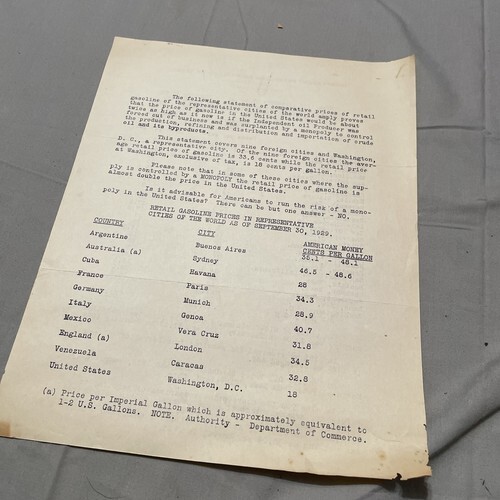 The following statement of comparative prices of retail
gasoline of the representative cities of the world amply proves
that the price of gasoline in the United States would be about
twice as high as it now is if the Independent oil Producer was
forced out of business and was surplanted by a monopoly to control
the production, refining and distribution and importation of crude
oil and its byproducts.
This statement covers nine foreign cities and Washington,
D. C., a representative city. Of the nine foreign cities the aver-
age retail price of gasoline is 33.6 cents while the retail price
at Washington, exclusive of tax, is 18 cents per gallon.
Please note that in some of these cities where the sup-
ply is controlled by a MONOPOLY the retail price of gasoline is
almost double the price in the United States.
Is it advisable for Americans to run the risk of a mono-
poly in the United States? There can be but one answer - NO.
RETAIL GASOLINE PRICES IN REPRESENTATIVE
CITIES OF THE WORLD AS OF SEPTEMBER 30, 1929.
COUNTRY CITY AMERICAN MONEY
CENTS PER GALLON
Argentine Buenos Aires 36.1 - 48.1
Australia (a) Sydney 46.5 - 48.6
Cuba Havana 28
France Paris 34.3
Germany Munich 28.9
Italy Genoa 40.7
Mexico Vera Cruz 31.8
England (a) London 34.5
Venezuela Caracas 32.8
United States Washington, D.C. 18
(a) Price per Imperial Gallon which is approximately equivalent to
1-2 U.S. Gallons. NOTE. Authority - Department of Commerce.